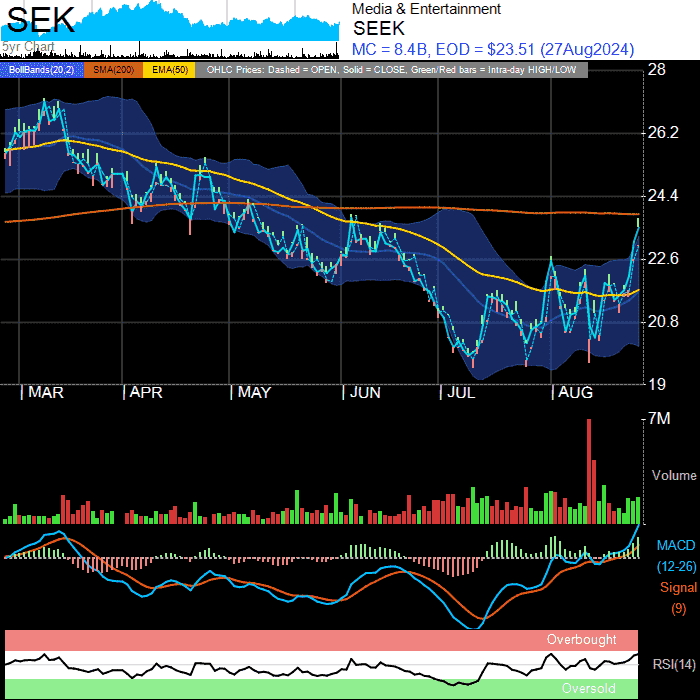 SEK
5yr Chart
Media & Entertainment
SEEK
MC = 8.4B, EOD = $23.51 (27Aug2024)
BollBands(20,2) SMA(200) EMA(50) OHLC Prices: Dashed = OPEN, Solid = CLOSE, Green/Red bars = Intra-day HIGH/LOW
28
26.2
24.4
22.6
20.8
19
MAR APR MAY JUN JUL AUG
7M
Volume
MACD
(12-26)
Signal
(9)
Overbought
RSI(14)
Oversold